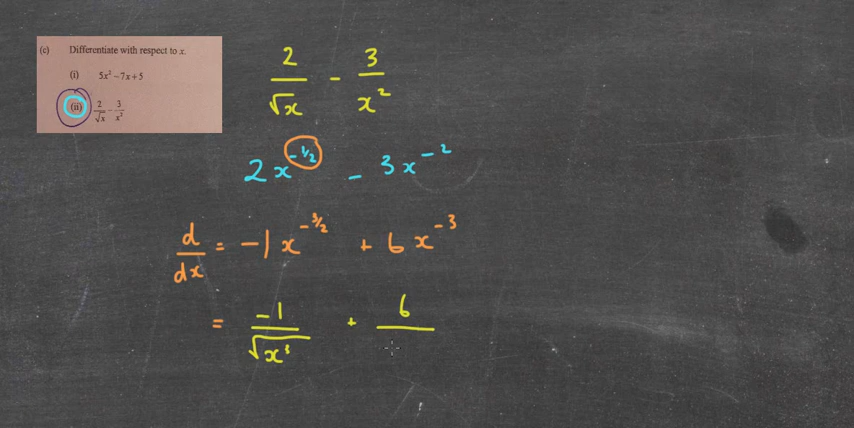 (c) Differentiate with respect to x.
(i) 5x² − 7x + 5
(ii) 2/√x − 3/x²
2/√x − 3/x²
2x^(-1/2) − 3x^(-2)
d/dx = −1x^(-3/2) + 6x^(-3)
= −1/√x³ + 6/